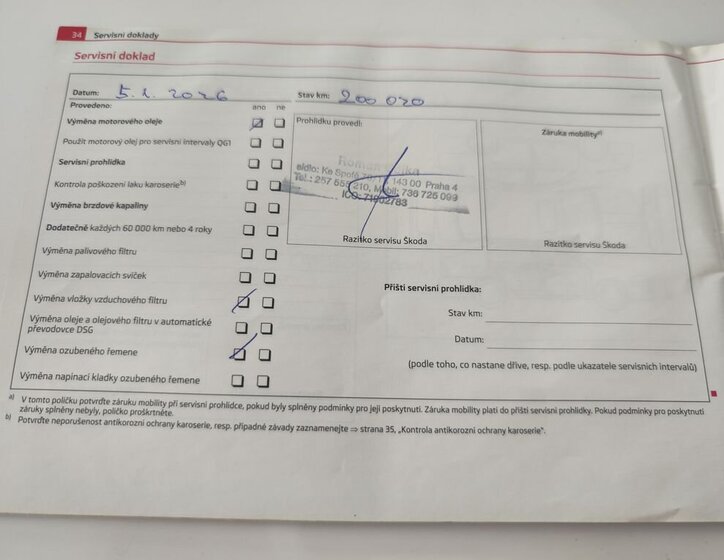 34 Servisní doklady
Servisní doklad
Datum: 5.1. 2026 Stav km: 200 020
Provedeno: ano ne
Výměna motorového oleje
Použit motorový olej pro servisní intervaly QG1
Servisní prohlídka
Kontrola poškození laku karoserie b)
Výměna brzdové kapaliny
Dodatečně každých 60 000 km nebo 4 roky
Výměna palivového filtru
Výměna zapalovacích svíček
Výměna vložky vzduchového filtru
Výměna oleje a olejového filtru v automatické
převodovce DSG
Výměna ozubeného řemene
Výměna napínací kladky ozubeného řemene
Prohlídku provedl:
Roman
sídlo: Ke Spofě 143 00 Praha 4
Tel.: 257 555 210, Mobil: 736 725 099
IČO: 71902783
Razítko servisu Škoda
Záruka mobility a)
Razítko servisu Škoda
Příští servisní prohlídka:
Stav km:
Datum:
(podle toho, co nastane dříve, resp. podle ukazatele servisních intervalů)
a) V tomto políčku potvrďte záruku mobility při servisní prohlídce, pokud byly splněny podmínky pro její poskytnutí. Záruka mobility platí do příští servisní prohlídky. Pokud podmínky pro poskytnutí
záruky splněny nebyly, políčko proškrtněte.
b) Potvrďte neporušenost antikorozní ochrany karoserie, resp. případné závady zaznamenejte ⇒ strana 35, „Kontrola antikorozní ochrany karoserie“.